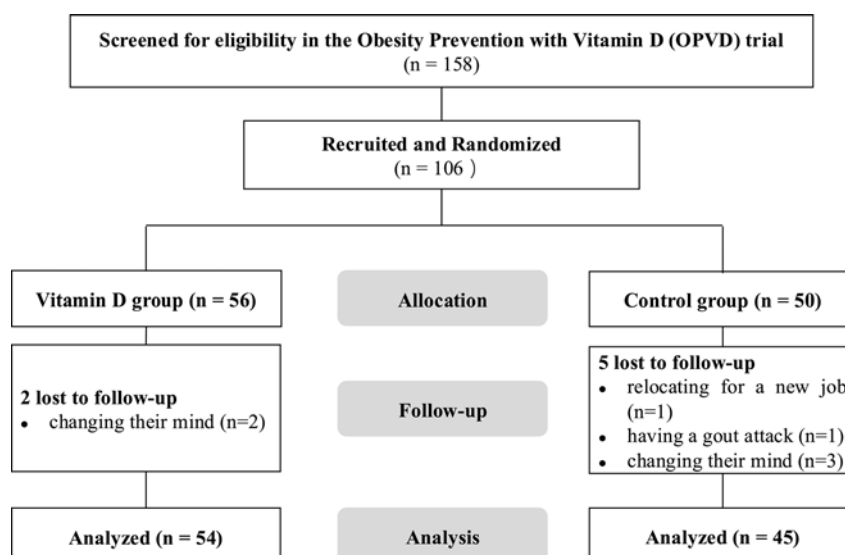 Screened for eligibility in the Obesity Prevention with Vitamin D (OPVD) trial
(n = 158)
Recruited and Randomized
(n = 106 )
Vitamin D group (n = 56)
Allocation
Control group (n = 50)
2 lost to follow-up
• changing their mind (n=2)
Follow-up
5 lost to follow-up
• relocating for a new job
(n=1)
• having a gout attack (n=1)
• changing their mind (n=3)
Analyzed (n = 54)
Analysis
Analyzed (n = 45)